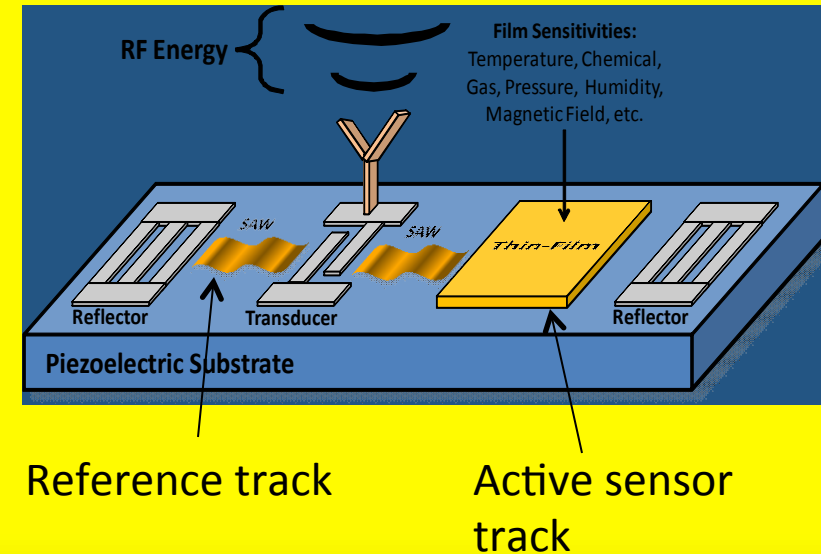 RF Energy
Film Sensitivities:
Temperature, Chemical,
Gas, Pressure, Humidity,
Magnetic Field, etc.
SAW
SAW
Thin-Film
Reflector
Transducer
Reflector
Piezoelectric Substrate
Reference track
Active sensor
track